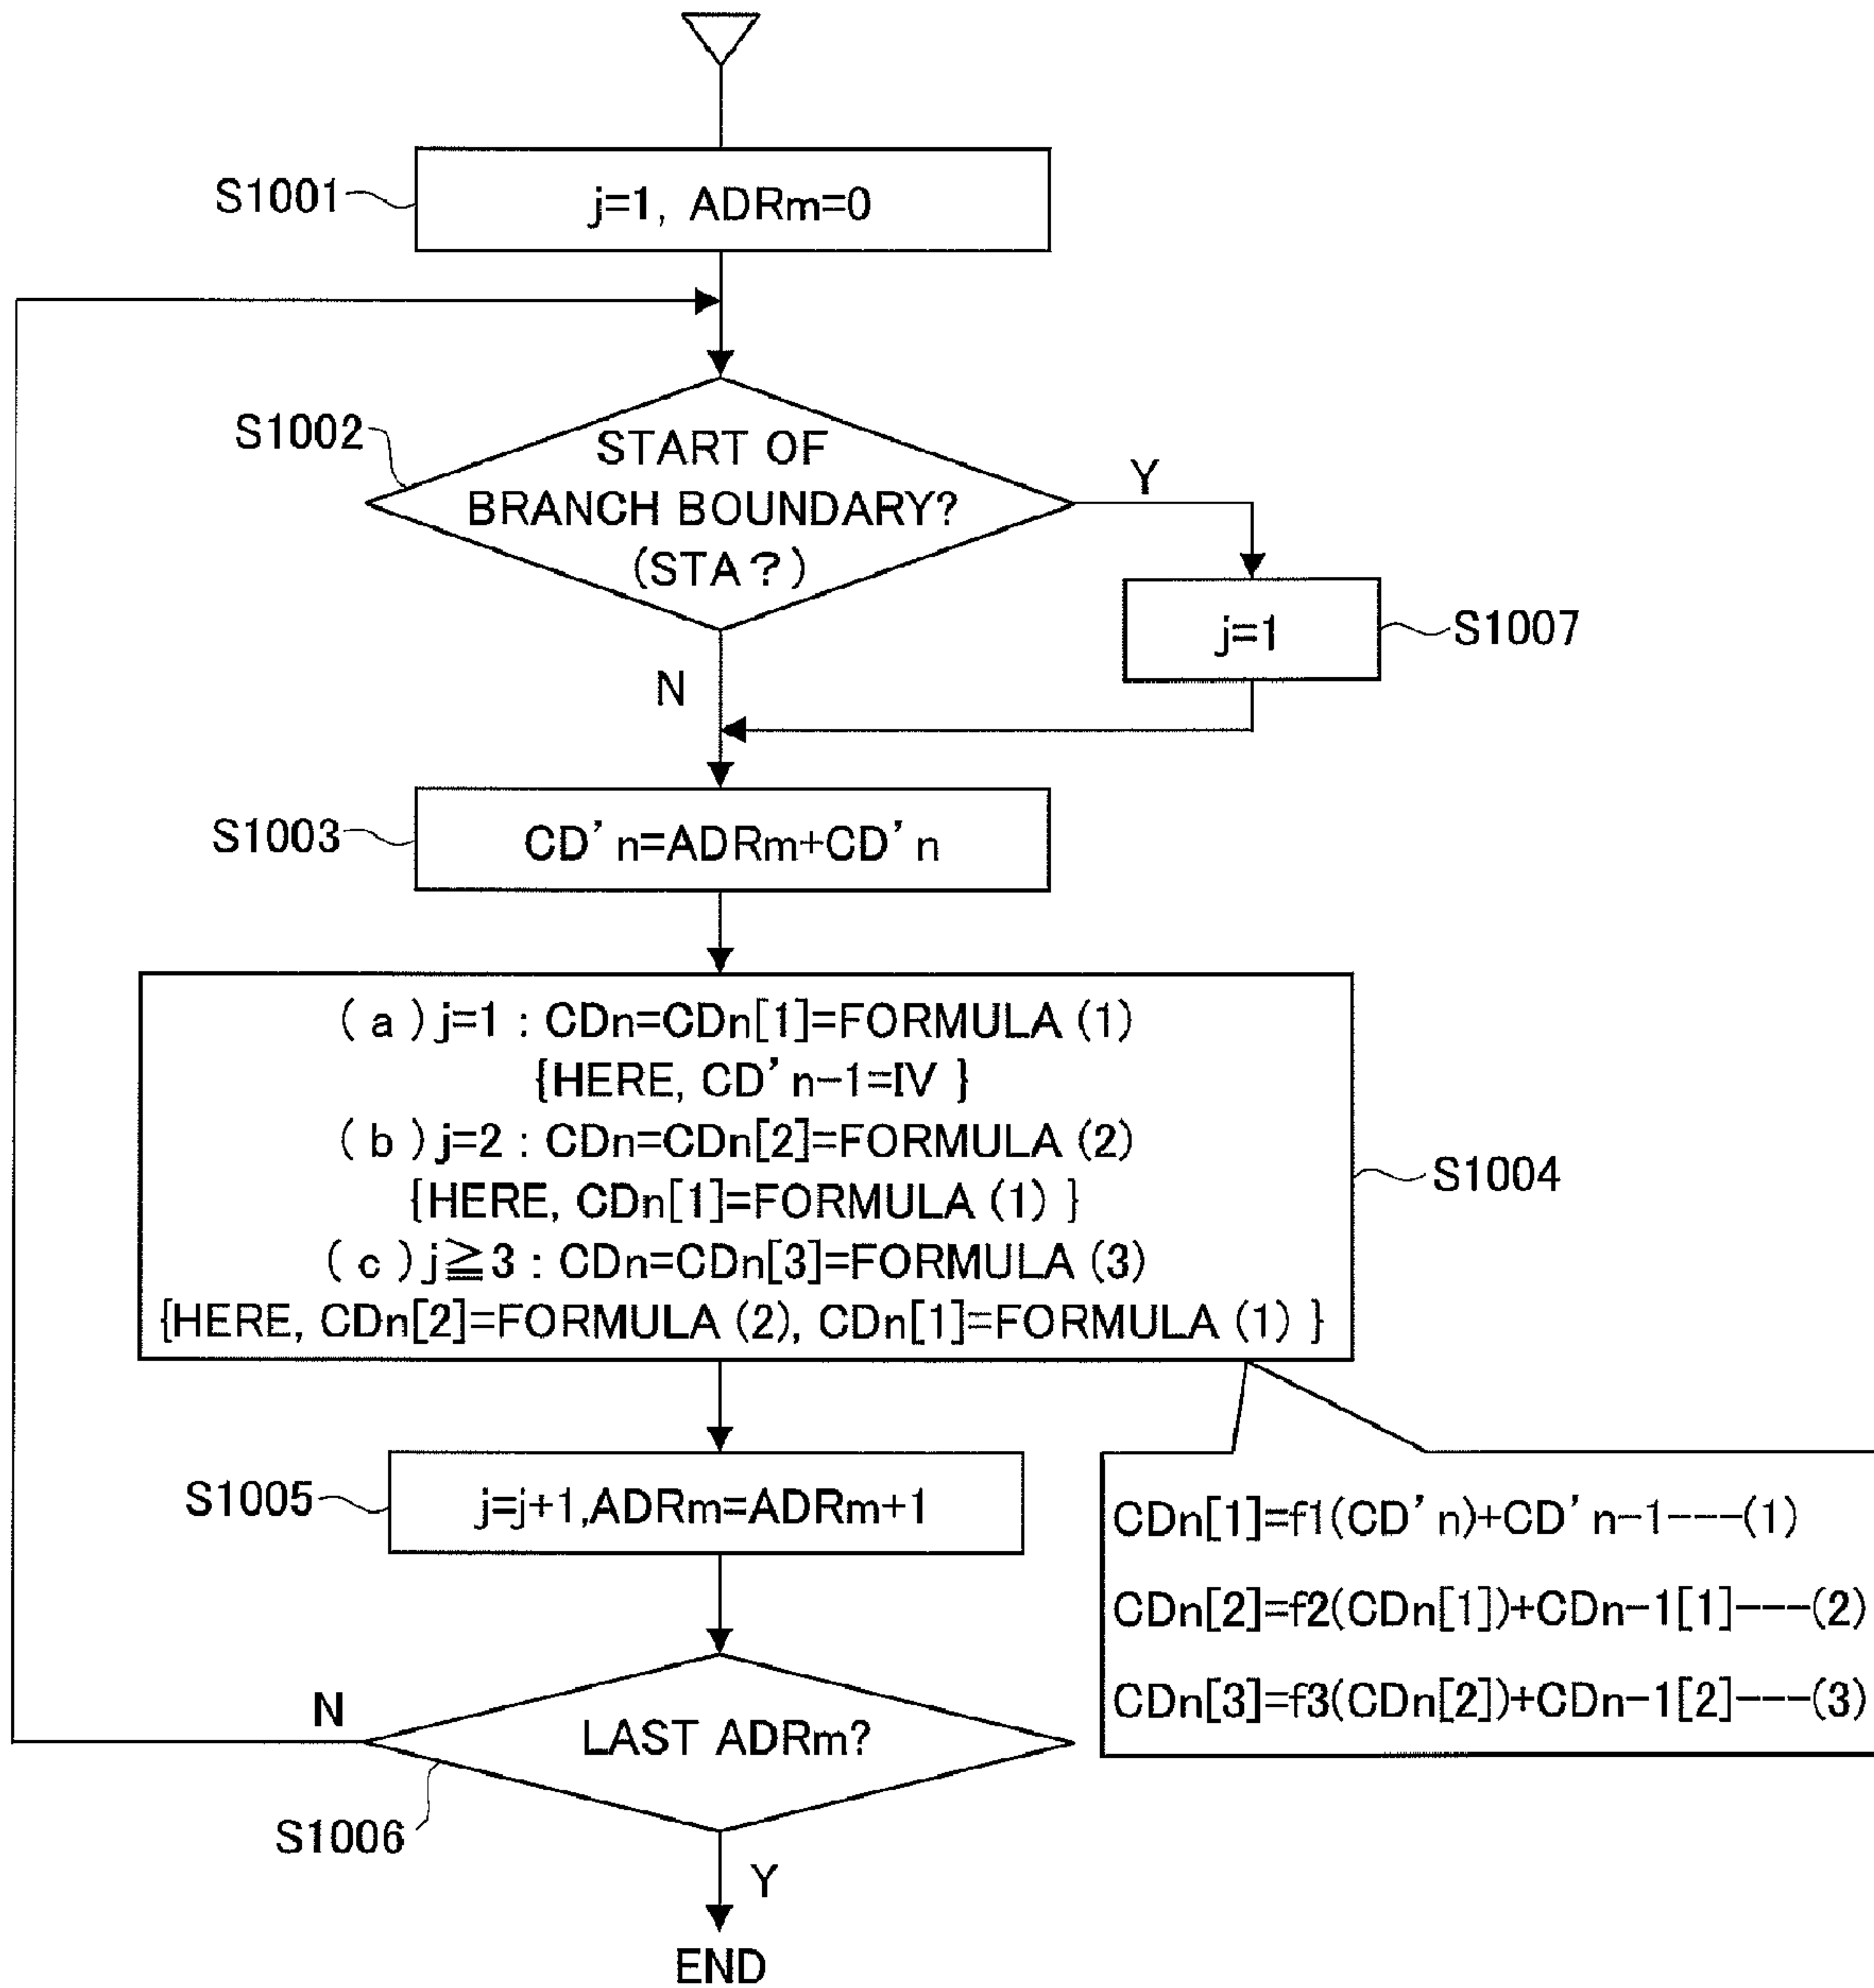 S1001
j=1, ADRm=0
S1002
START OF
BRANCH BOUNDARY?
(STA?)
Y
j=1
S1007
N
S1003
CD'n=ADRm+CD'n
(a) j=1 : CDn=CDn[1]=FORMULA (1)
{HERE, CD'n-1=IV }
(b) j=2 : CDn=CDn[2]=FORMULA (2)
{HERE, CDn[1]=FORMULA (1) }
(c) j≧3 : CDn=CDn[3]=FORMULA (3)
{HERE, CDn[2]=FORMULA (2), CDn[1]=FORMULA (1) }
S1004
S1005
j=j+1,ADRm=ADRm+1
CDn[1]=f1(CD'n)+CD'n-1---(1)
CDn[2]=f2(CDn[1])+CDn-1[1]---(2)
CDn[3]=f3(CDn[2])+CDn-1[2]---(3)
N
LAST ADRm?
S1006
Y
END